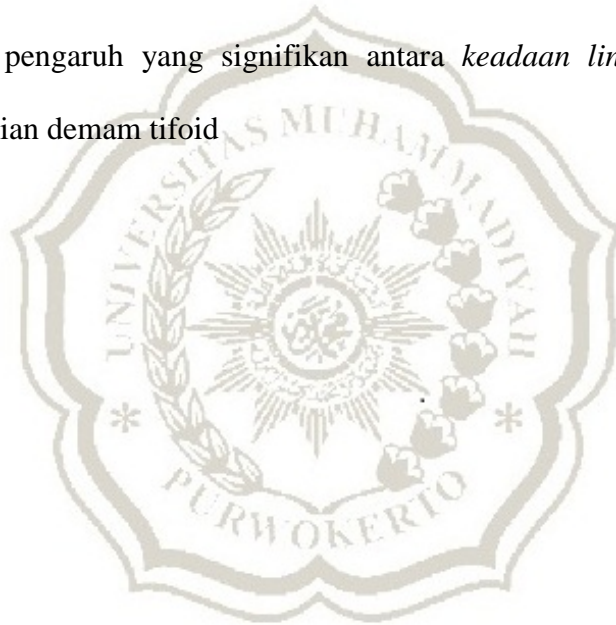 pengaruh yang signifikan antara keadaan lin
ian demam tifoid
UNIVERSITAS MUHAMMADIYAH
PURWOKERTO